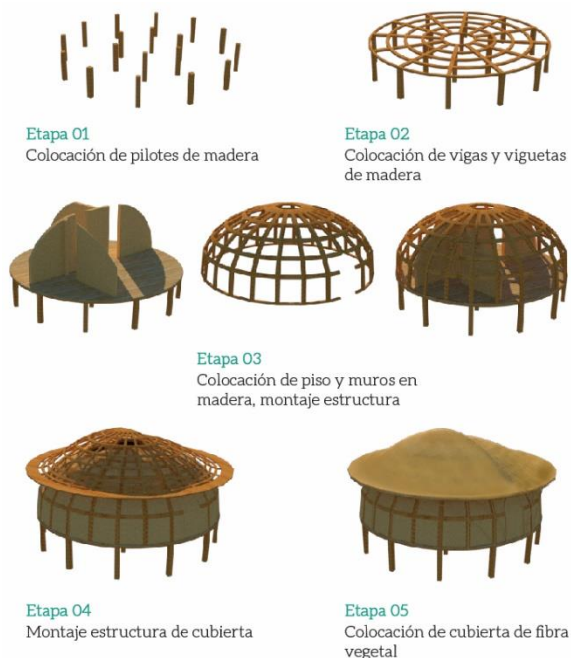 Etapa 01
Colocación de pilotes de madera
Etapa 02
Colocación de vigas y viguetas
de madera
Etapa 03
Colocación de piso y muros en
madera, montaje estructura
Etapa 04
Montaje estructura de cubierta
Etapa 05
Colocación de cubierta de fibra
vegetal